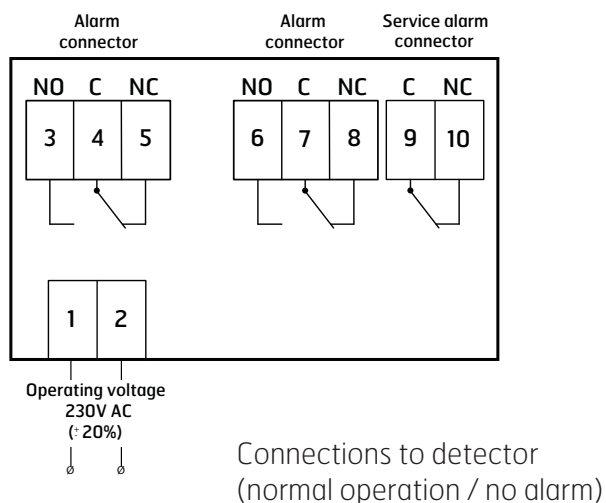 Alarm connector
Alarm connector
Service alarm connector
NO C NC
NO C NC
C NC
3 4 5
6 7 8
9 10
1 2
Operating voltage
230V AC
(± 20%)
ø ø
Connections to detector
(normal operation / no alarm)